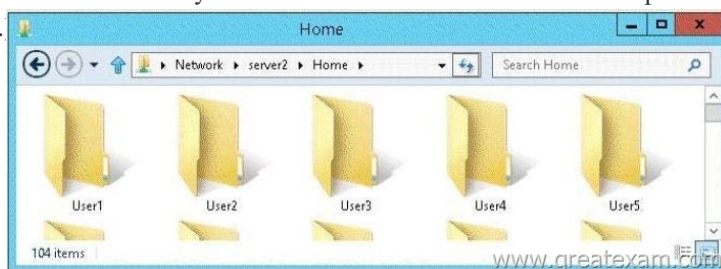 Home
Network server2 Home
Search Home
User1 User2 User3 User4 User5
104 items
www.greatexam.com